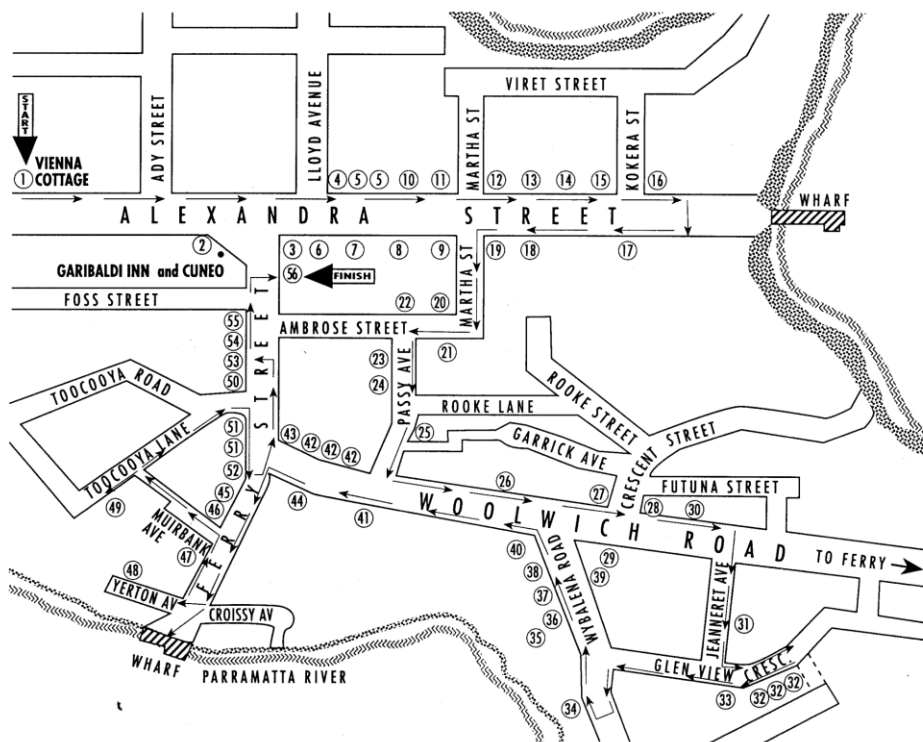 VIRET STREET
START
ADY STREET
LLOYD AVENUE
MARTHA ST
KOKERA ST
1 VIENNA COTTAGE
4 5 5 10 11 12 13 14 15 16
ALEXANDRA STREET
WHARF
2
GARIBALDI INN and CUNEO
3 6 7 8 9 19 18 17
56 FINISH
MARTHA ST
FOSS STREET
22 20
55
AMBROSE STREET
54
21
53
23
50
24
PASSY AVE
TOOCOOYA ROAD
ROOKE LANE
ROOKE STREET
CRESCENT STREET
FERRY STREET
51
51
52
43 42 42 42
25
GARRICK AVE
TOOCOOYA LANE
45
46
44
41
26
27
28
30
FUTUNA STREET
WOOLWICH ROAD
TO FERRY
49
MUIRBANK AVE
47
40
38
37
36
35
WYBALENA ROAD
29
39
JEANNERET AVE
48
YERTON AV
CROISSY AV
31
WHARF
PARRAMATTA RIVER
GLEN VIEW CRESC.
34
33
32 32 32